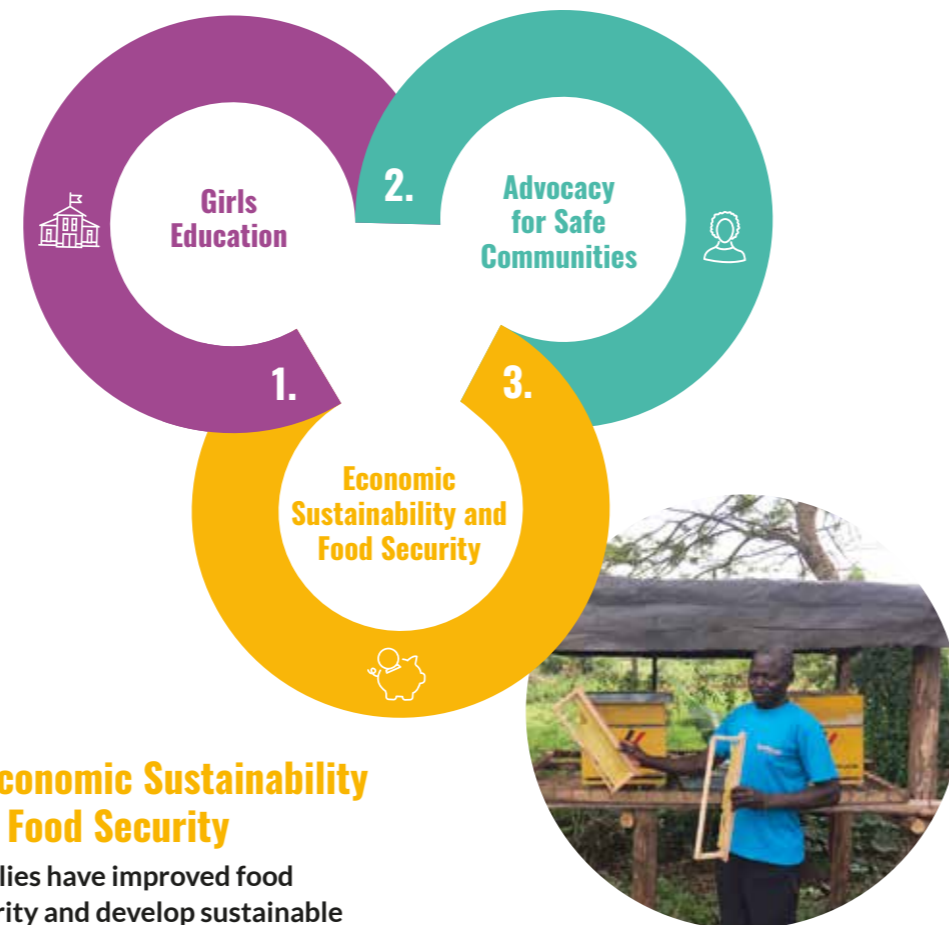 Girls
Education
1.
2.
Advocacy
for Safe
Communities
3.
Economic
Sustainability and
Food Security
conomic Sustainability
Food Security
lies have improved food
rity and develop sustainable